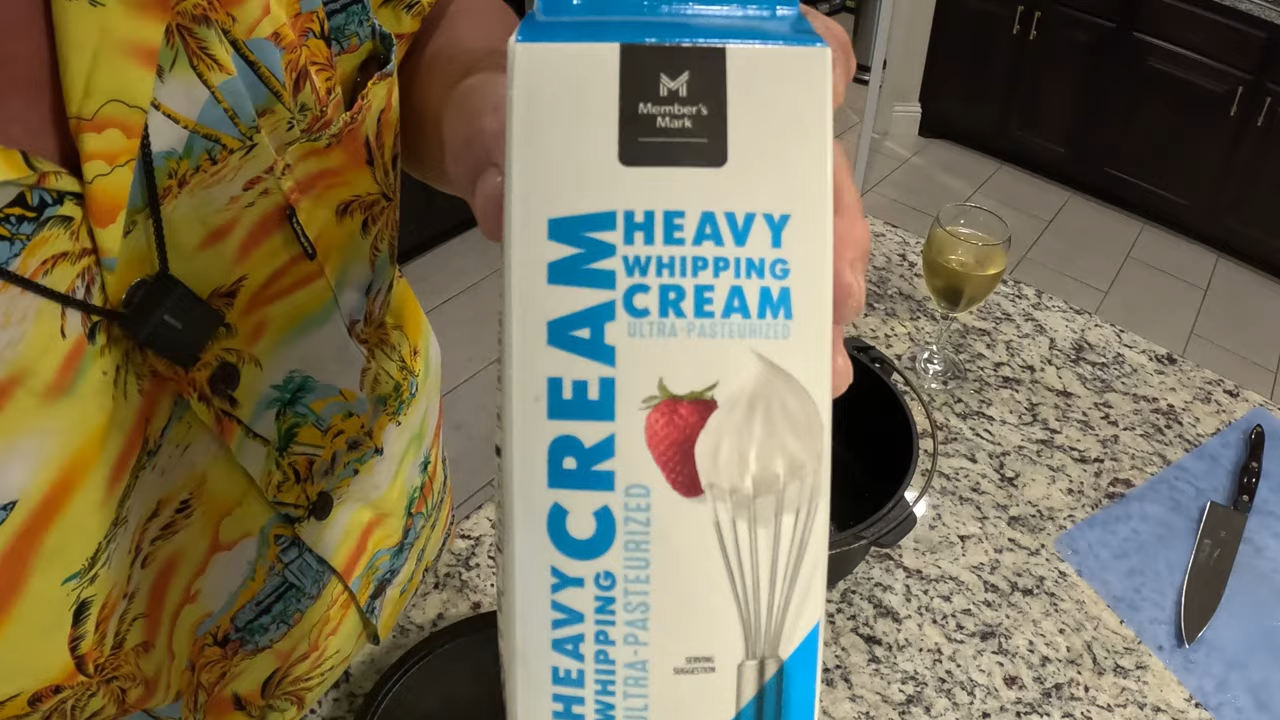 Member's
Mark
HEAVY
WHIPPING
CREAM
ULTRA-PASTEURIZED
HEAVY
WHIPPING
CREAM
ULTRA-PASTEURIZED
SERVING
SUGGESTION